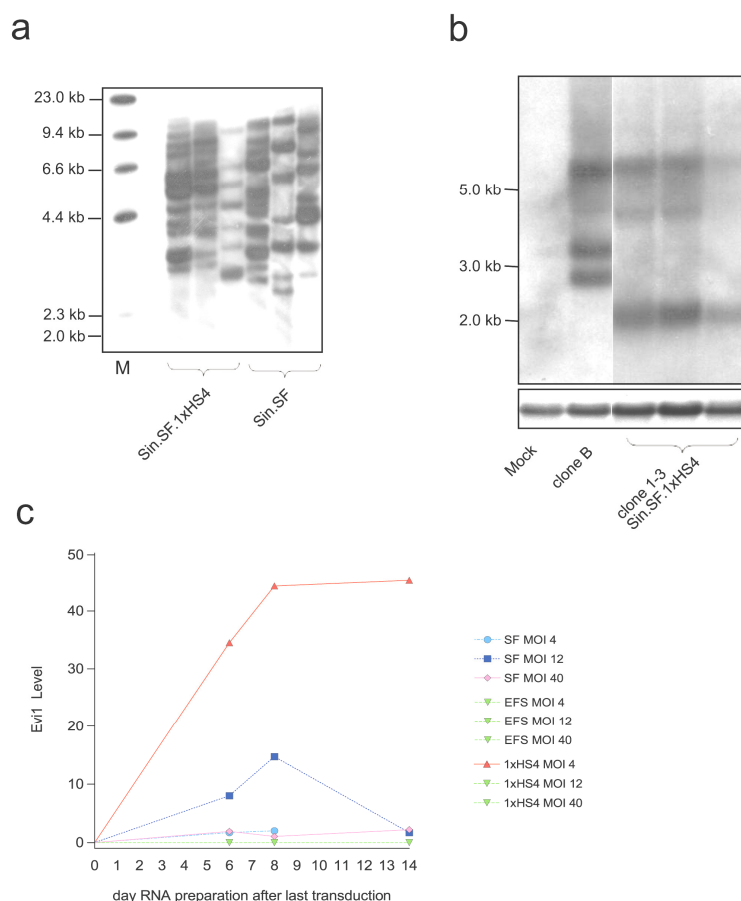 a
23.0 kb
9.4 kb
6.6 kb
4.4 kb
2.3 kb
2.0 kb
M
Sin.SF.1xHS4
Sin.SF
b
5.0 kb
3.0 kb
2.0 kb
Mock
clone B
clone 1-3
Sin.SF.1xHS4
c
Evi1 Level
50
40
30
20
10
0
0 1 2 3 4 5 6 7 8 9 10 11 12 13 14
day RNA preparation after last transduction
SF MOI 4
SF MOI 12
SF MOI 40
EFS MOI 4
EFS MOI 12
EFS MOI 40
1xHS4 MOI 4
1xHS4 MOI 12
1xHS4 MOI 40